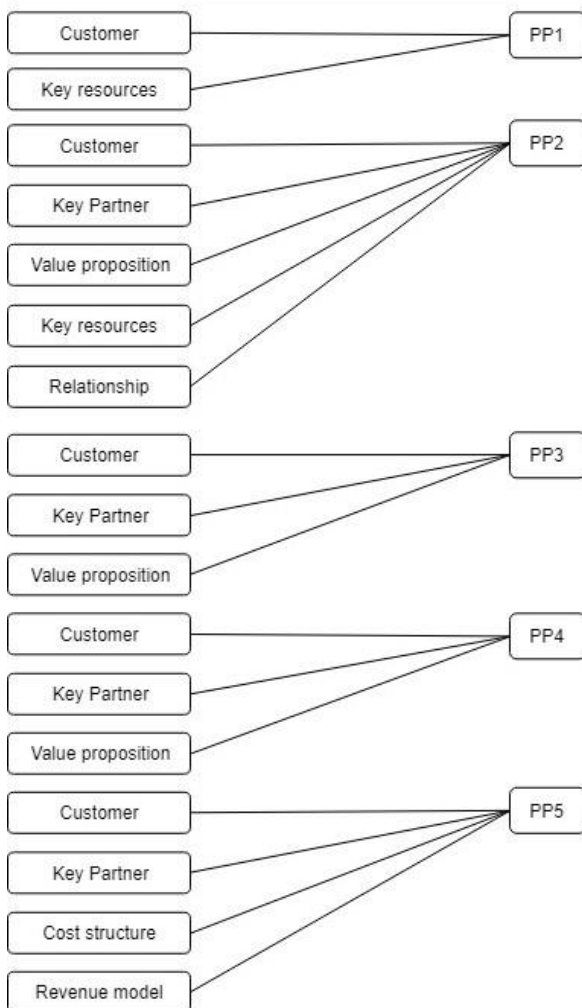 Customer
PP1
Key resources
Customer
PP2
Key Partner
Value proposition
Key resources
Relationship
Customer
PP3
Key Partner
Value proposition
Customer
PP4
Key Partner
Value proposition
Customer
PP5
Key Partner
Cost structure
Revenue model